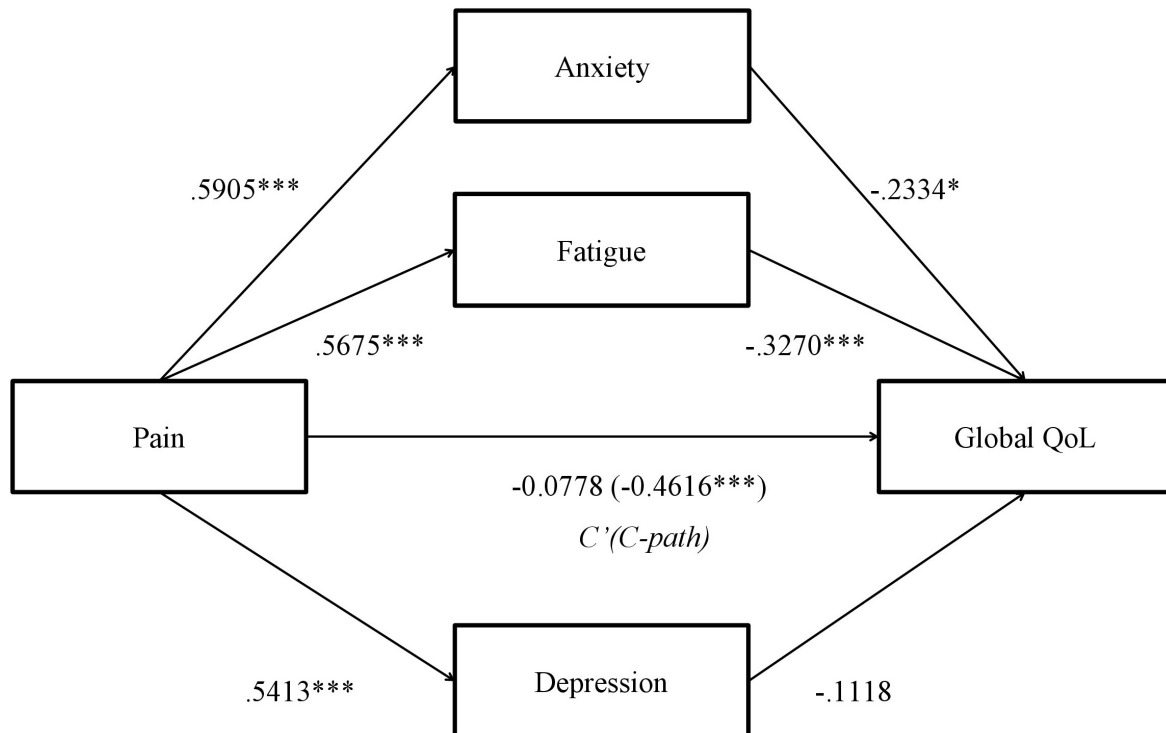 Anxiety
.5905***
-.2334*
Fatigue
.5675***
-.3270***
Pain
Global QoL
-0.0778 (-0.4616***)
C’(C-path)
Depression
.5413***
-.1118